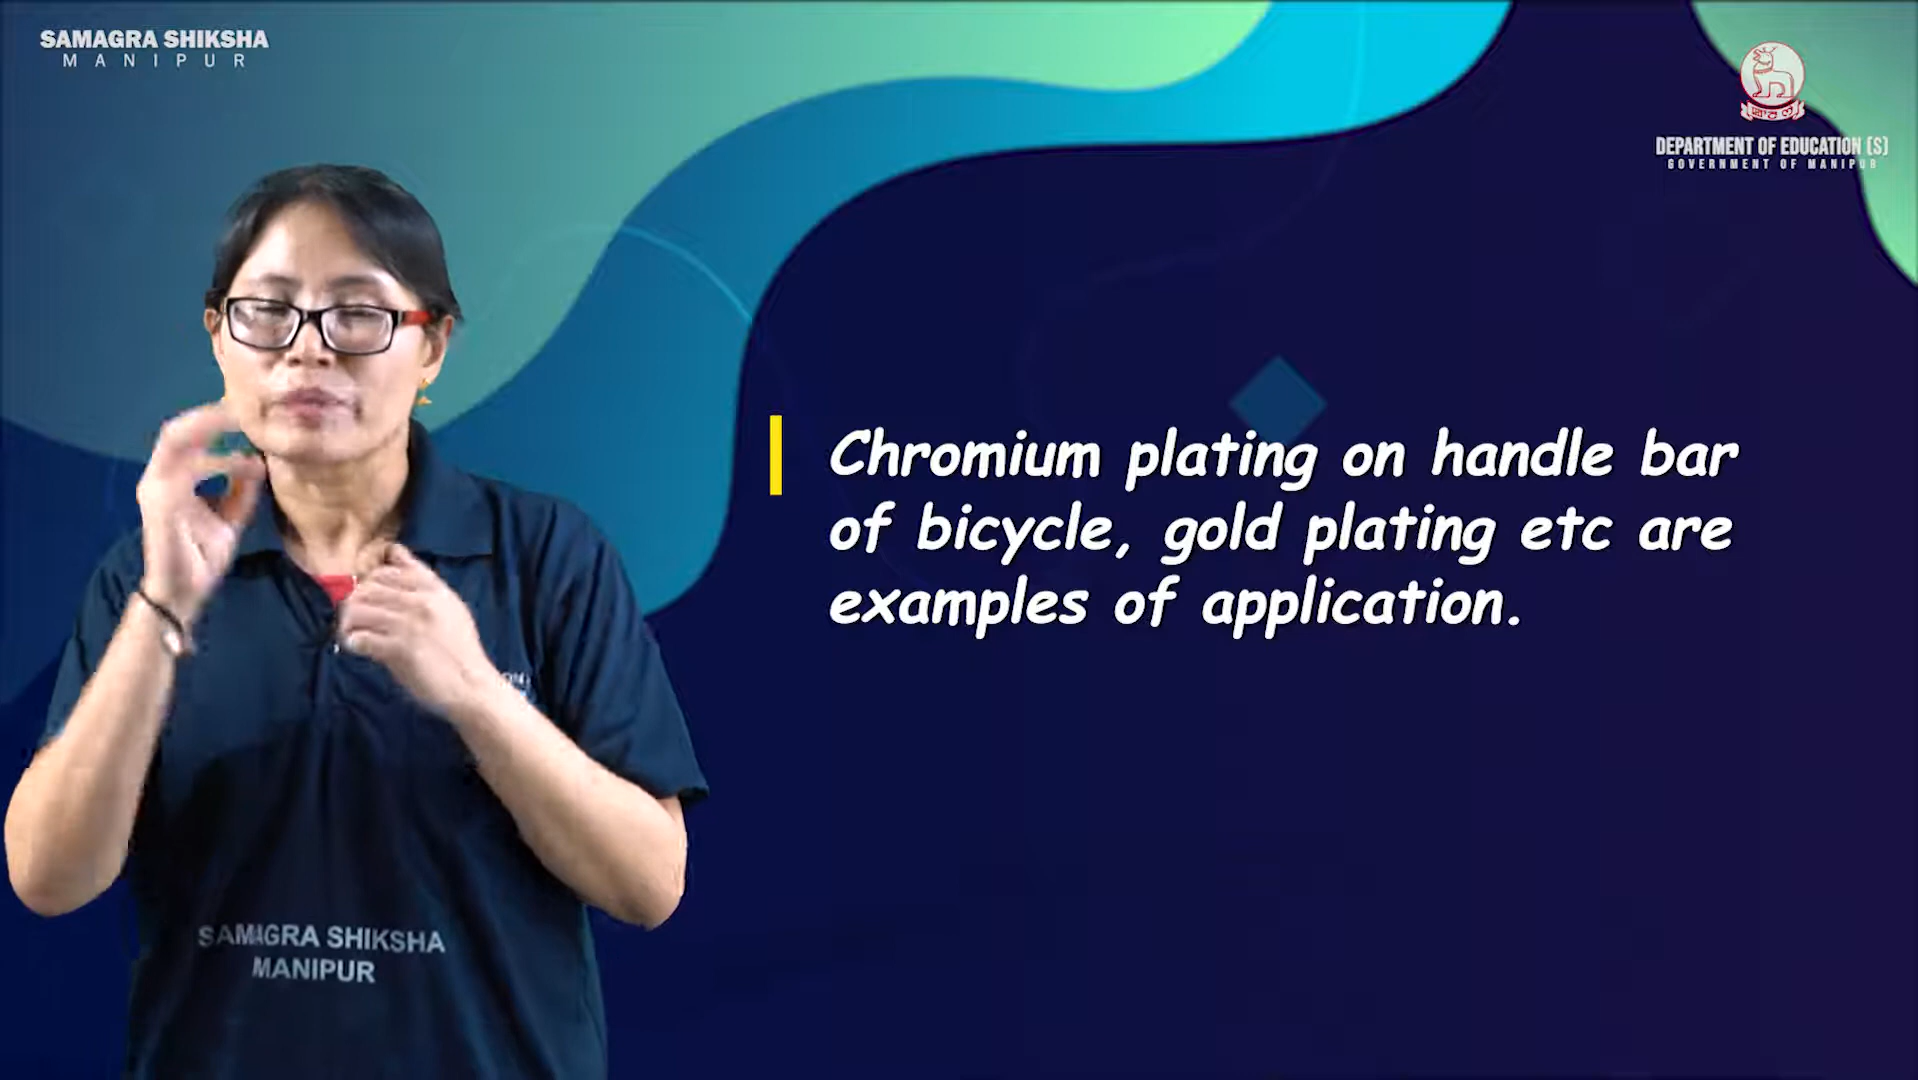 SAMAGRA SHIKSHA
MANIPUR
DEPARTMENT OF EDUCATION (S)
GOVERNMENT OF MANIPUR
Chromium plating on handle bar
of bicycle, gold plating etc are
examples of application.
SAMAGRA SHIKSHA
MANIPUR